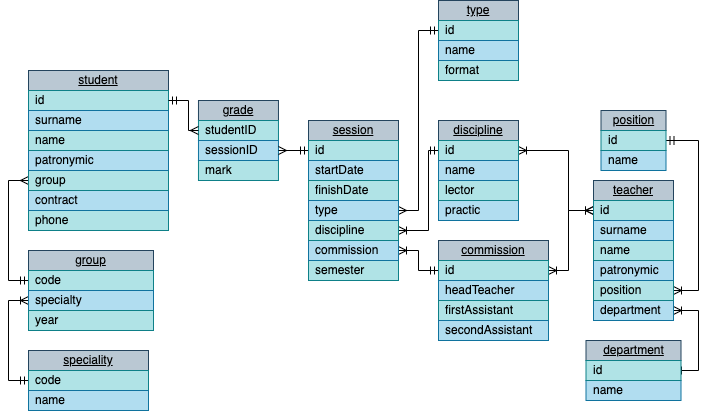 type
id
name
format
student
id
surname
name
patronymic
group
contract
phone
grade
studentID
sessionID
mark
session
id
startDate
finishDate
type
discipline
commission
semester
discipline
id
name
lector
practic
position
id
name
teacher
id
surname
name
patronymic
position
department
commission
id
headTeacher
firstAssistant
secondAssistant
group
code
specialty
year
department
id
name
speciality
code
name